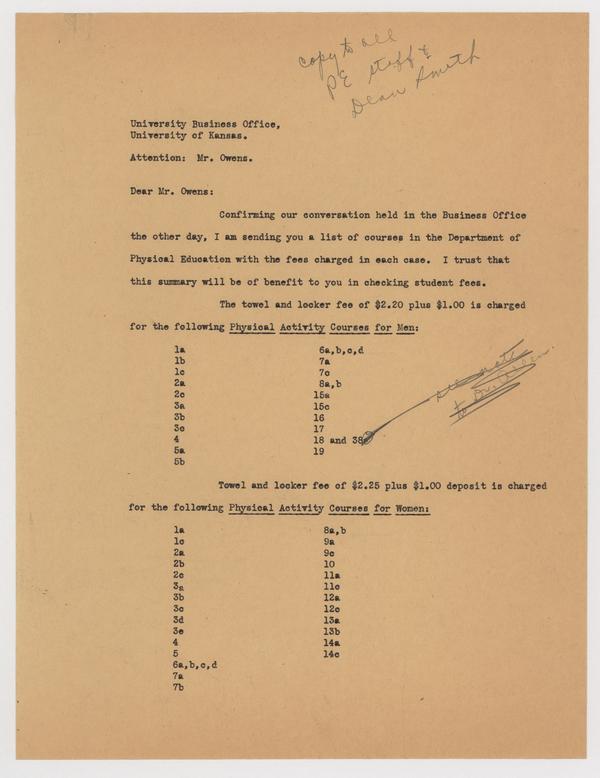 copy to all
PE staff &
Dean Smith
University Business Office,
University of Kansas.
Attention: Mr. Owens.
Dear Mr. Owens:
Confirming our conversation held in the Business Office
the other day, I am sending you a list of courses in the Department of
Physical Education with the fees charged in each case. I trust that
this summary will be of benefit to you in checking student fees.
The towel and locker fee of $2.20 plus $1.00 is charged
for the following Physical Activity Courses for Men:
1a
1b
1c
2a
2c
3a
3b
3c
4
5a
5b
6a,b,c,d
7a
7c
8a,b
15a
15c
16
17
18 and 38
19
Towel and locker fee of $2.25 plus $1.00 deposit is charged
for the following Physical Activity Courses for Women:
1a
1c
2a
2b
2c
3a
3b
3c
3d
3e
4
5
6a,b,c,d
7a
7b
8a,b
9a
9c
10
11a
11c
12a
12c
13a
13b
14a
14c